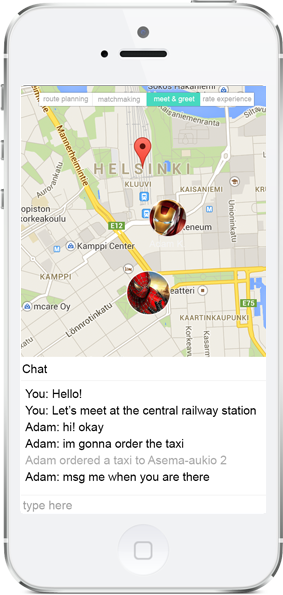 Sokos Hotel
Hakaniemi
route planning
matchmaking
meet & greet
rate experience
Mannerheimintie
HELSINKI
KLUUVI
KAISANIEMI
Aurorankatu
Unioninkatu
opiston
korkeakoulu
E12
Ateneum
Kamppi Center
KAMPPI
eatteri
E75
mcare Oy
Lönnrotinkatu
KAARTINKAUPUNKI
Chat
You: Hello!
You: Let's meet at the central railway station
Adam: hi! okay
Adam: im gonna order the taxi
Adam ordered a taxi to Asema-aukio 2
Adam: msg me when you are there
type here